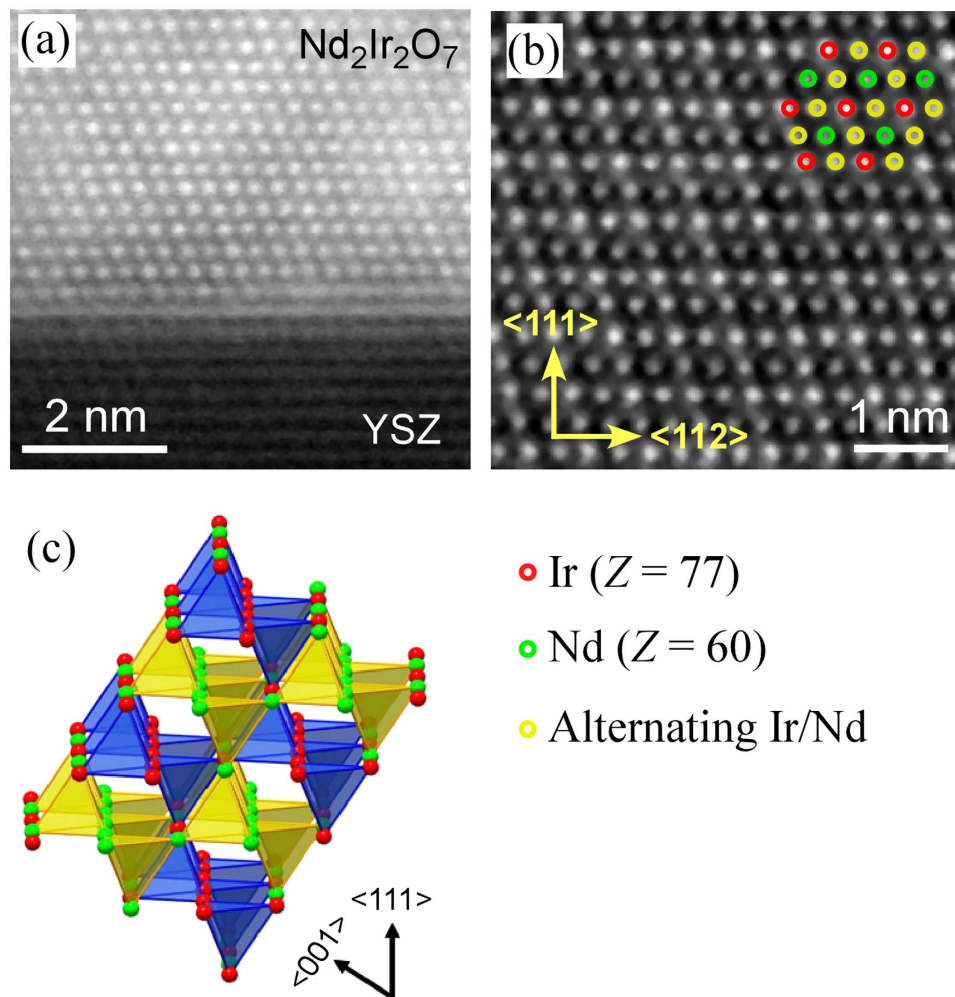 (a)
Nd₂Ir₂O₇
2 nm
YSZ
(b)
<111>
<112>
1 nm
(c)
<111>
<001>
Ir (Z = 77)
Nd (Z = 60)
Alternating Ir/Nd